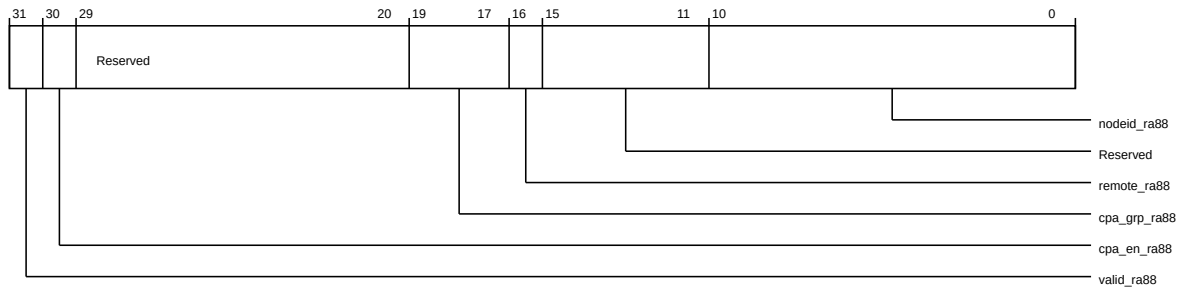 31 30 29 20 19 17 16 15 11 10 0
Reserved
nodeid_ra88
Reserved
remote_ra88
cpa_grp_ra88
cpa_en_ra88
valid_ra88